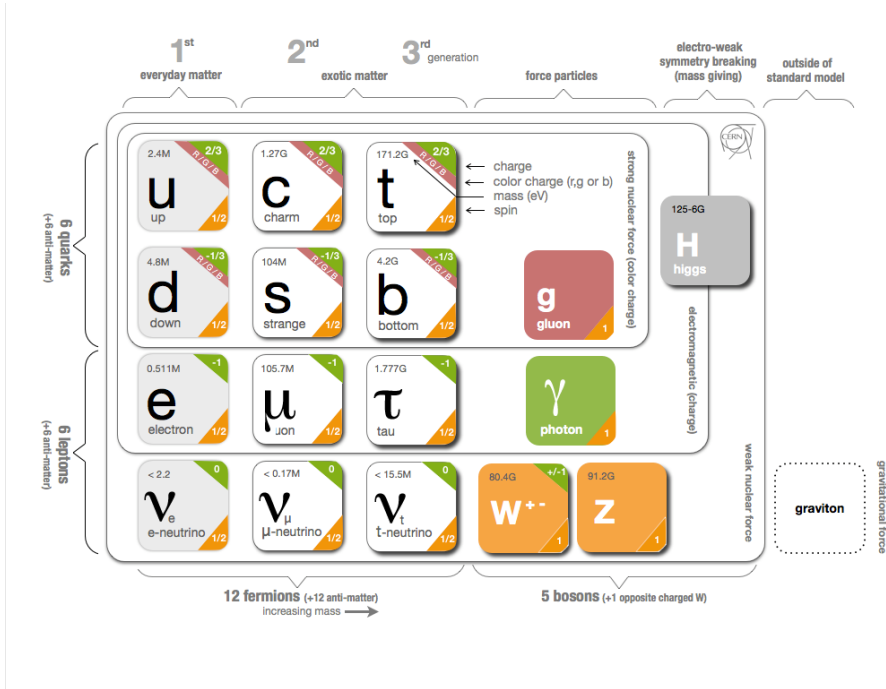 1st
2nd
3rd generation
everyday matter
exotic matter
force particles
electro-weak
symmetry breaking
(mass giving)
outside of
standard model
CERN
6 quarks
(+6 anti-matter)
2.4M
2/3
R/G/B
u
up
1/2
1.27G
2/3
R/G/B
c
charm
1/2
171.2G
2/3
R/G/B
t
top
1/2
charge
color charge (r,g or b)
mass (eV)
spin
strong nuclear force (color charge)
125-6G
H
higgs
4.8M
-1/3
R/G/B
d
down
1/2
104M
-1/3
R/G/B
s
strange
1/2
4.2G
-1/3
R/G/B
b
bottom
1/2
g
gluon
1
electromagnetic (charge)
6 leptons
(+6 anti-matter)
0.511M
-1
e
electron
1/2
105.7M
-1
μ
uon
1/2
1.777G
-1
τ
tau
1/2
γ
photon
1
weak nuclear force
< 2.2
0
νe
e-neutrino
1/2
< 0.17M
0
νμ
μ-neutrino
1/2
< 15.5M
0
νt
t-neutrino
1/2
80.4G
+/-1
W+-
1
91.2G
Z
1
graviton
gravitational force
12 fermions (+12 anti-matter)
increasing mass
5 bosons (+1 opposite charged W)